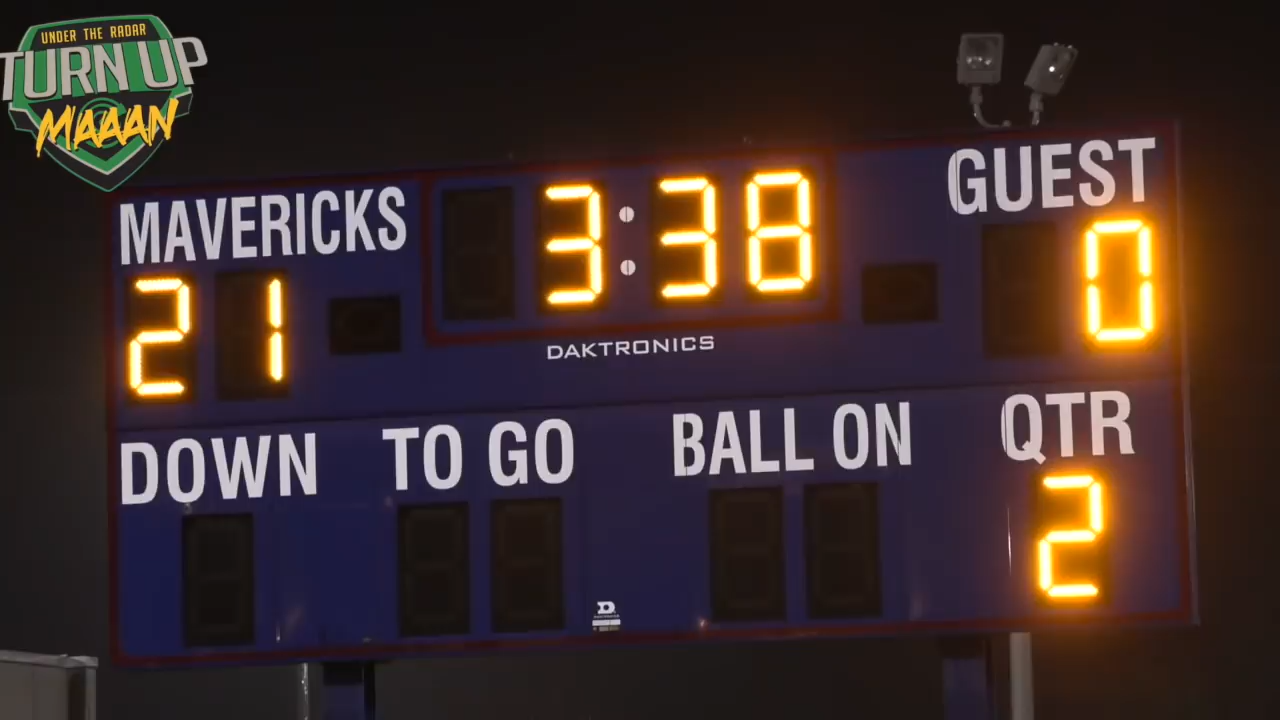 UNDER THE RADAR
TURN UP
MAAAN
MAVERICKS
3:38
GUEST
21
0
DAKTRONICS
DOWN
TO GO
BALL ON
QTR
2